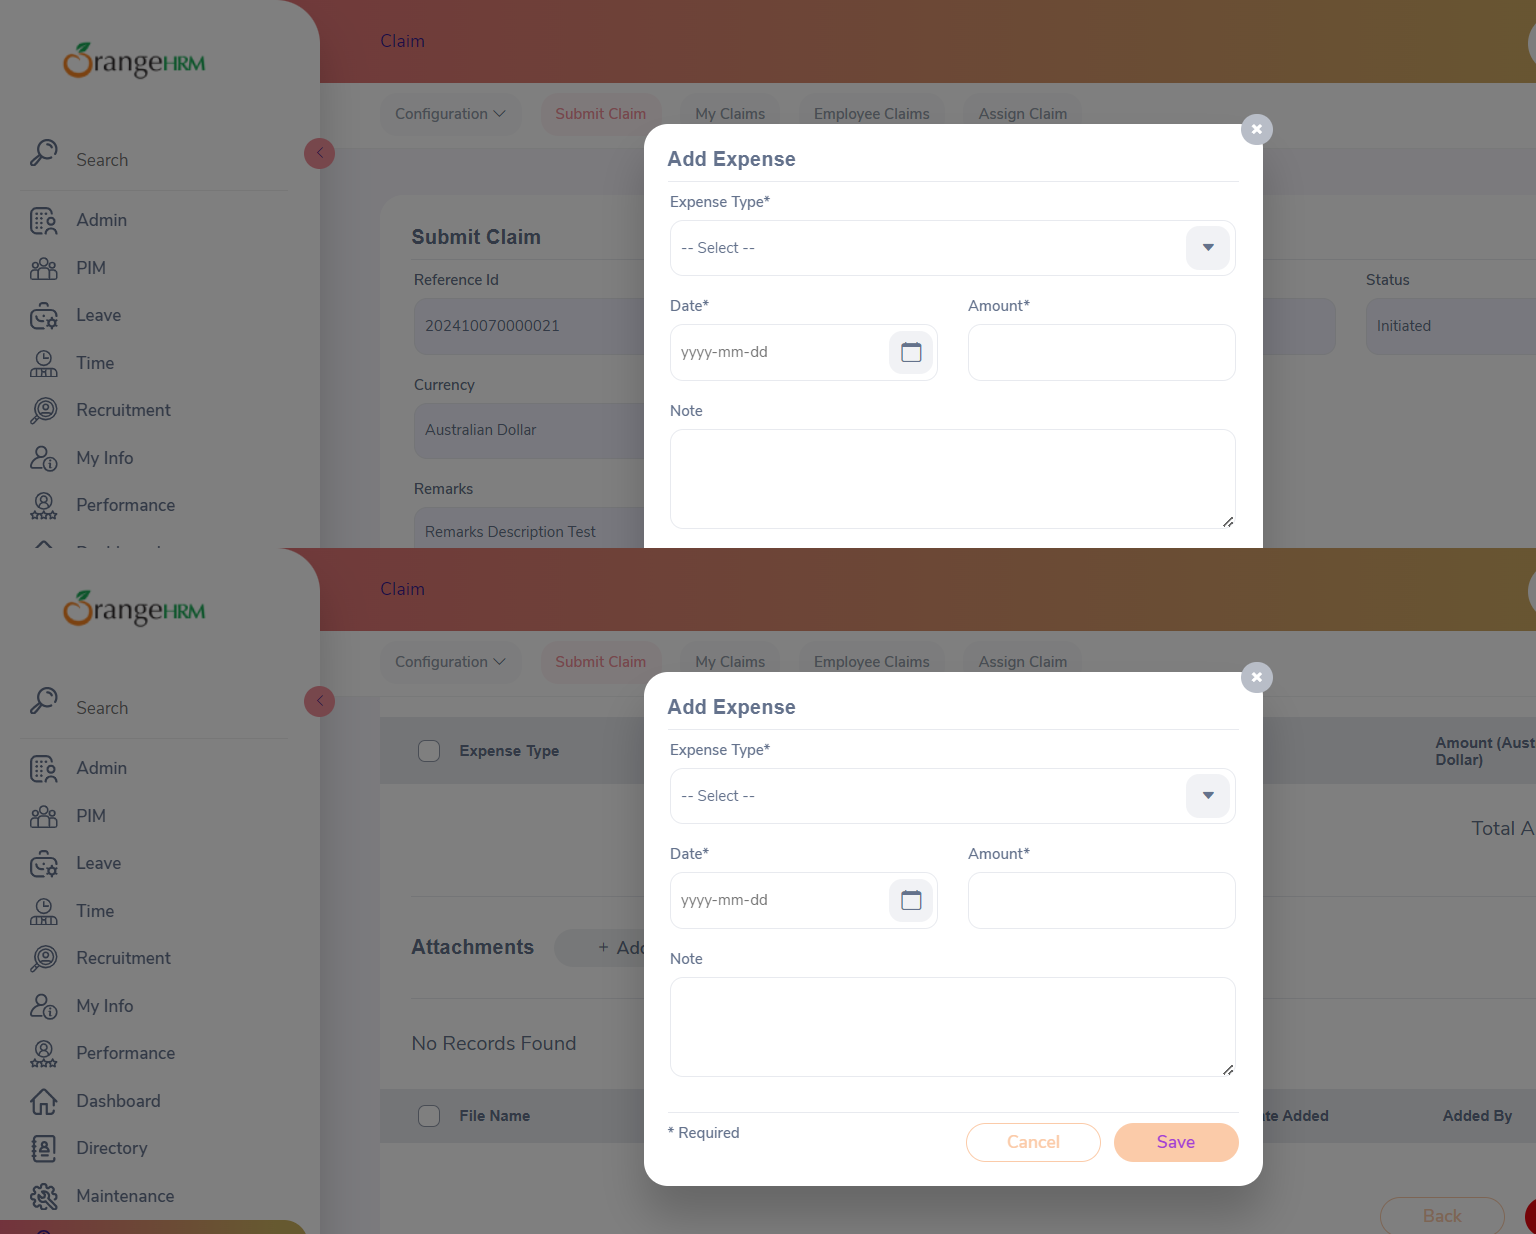 OrangeHRM
Claim
Configuration
Submit Claim
My Claims
Employee Claims
Assign Claim
Search
Admin
PIM
Leave
Time
Recruitment
My Info
Performance
Submit Claim
Reference Id
202410070000021
Currency
Australian Dollar
Remarks
Remarks Description Test
Status
Initiated
Add Expense
Expense Type*
-- Select --
Date*
Amount*
yyyy-mm-dd
Note
OrangeHRM
Claim
Configuration
Submit Claim
My Claims
Employee Claims
Assign Claim
Search
Admin
PIM
Leave
Time
Recruitment
My Info
Performance
Dashboard
Directory
Maintenance
Expense Type
Amount (Aust
Dollar)
Total A
Attachments
+ Add
No Records Found
File Name
te Added
Added By
Back
Add Expense
Expense Type*
-- Select --
Date*
Amount*
yyyy-mm-dd
Note
* Required
Cancel
Save